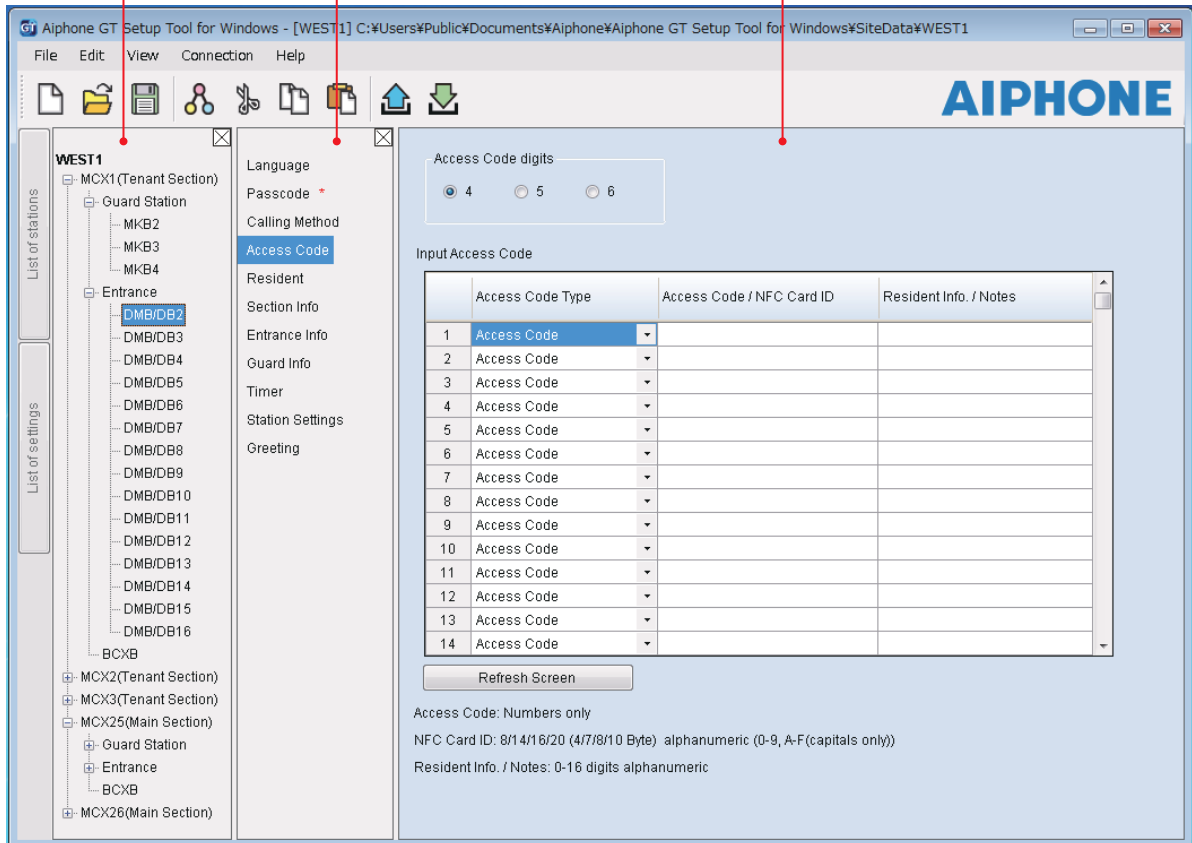 GT Aiphone GT Setup Tool for Windows - [WEST1] C:¥Users¥Public¥Documents¥Aiphone¥Aiphone GT Setup Tool for Windows¥SiteData¥WEST1
File Edit View Connection Help
AIPHONE
List of stations
List of settings
WEST1
MCX1(Tenant Section)
Guard Station
MKB2
MKB3
MKB4
Entrance
DMB/DB2
DMB/DB3
DMB/DB4
DMB/DB5
DMB/DB6
DMB/DB7
DMB/DB8
DMB/DB9
DMB/DB10
DMB/DB11
DMB/DB12
DMB/DB13
DMB/DB14
DMB/DB15
DMB/DB16
BCXB
MCX2(Tenant Section)
MCX3(Tenant Section)
MCX25(Main Section)
Guard Station
Entrance
BCXB
MCX26(Main Section)
Language
Passcode *
Calling Method
Access Code
Resident
Section Info
Entrance Info
Guard Info
Timer
Station Settings
Greeting
Access Code digits
4 5 6
Input Access Code
Access Code Type Access Code / NFC Card ID Resident Info. / Notes
1 Access Code
2 Access Code
3 Access Code
4 Access Code
5 Access Code
6 Access Code
7 Access Code
8 Access Code
9 Access Code
10 Access Code
11 Access Code
12 Access Code
13 Access Code
14 Access Code
Refresh Screen
Access Code: Numbers only
NFC Card ID: 8/14/16/20 (4/7/8/10 Byte) alphanumeric (0-9, A-F(capitals only))
Resident Info. / Notes: 0-16 digits alphanumeric